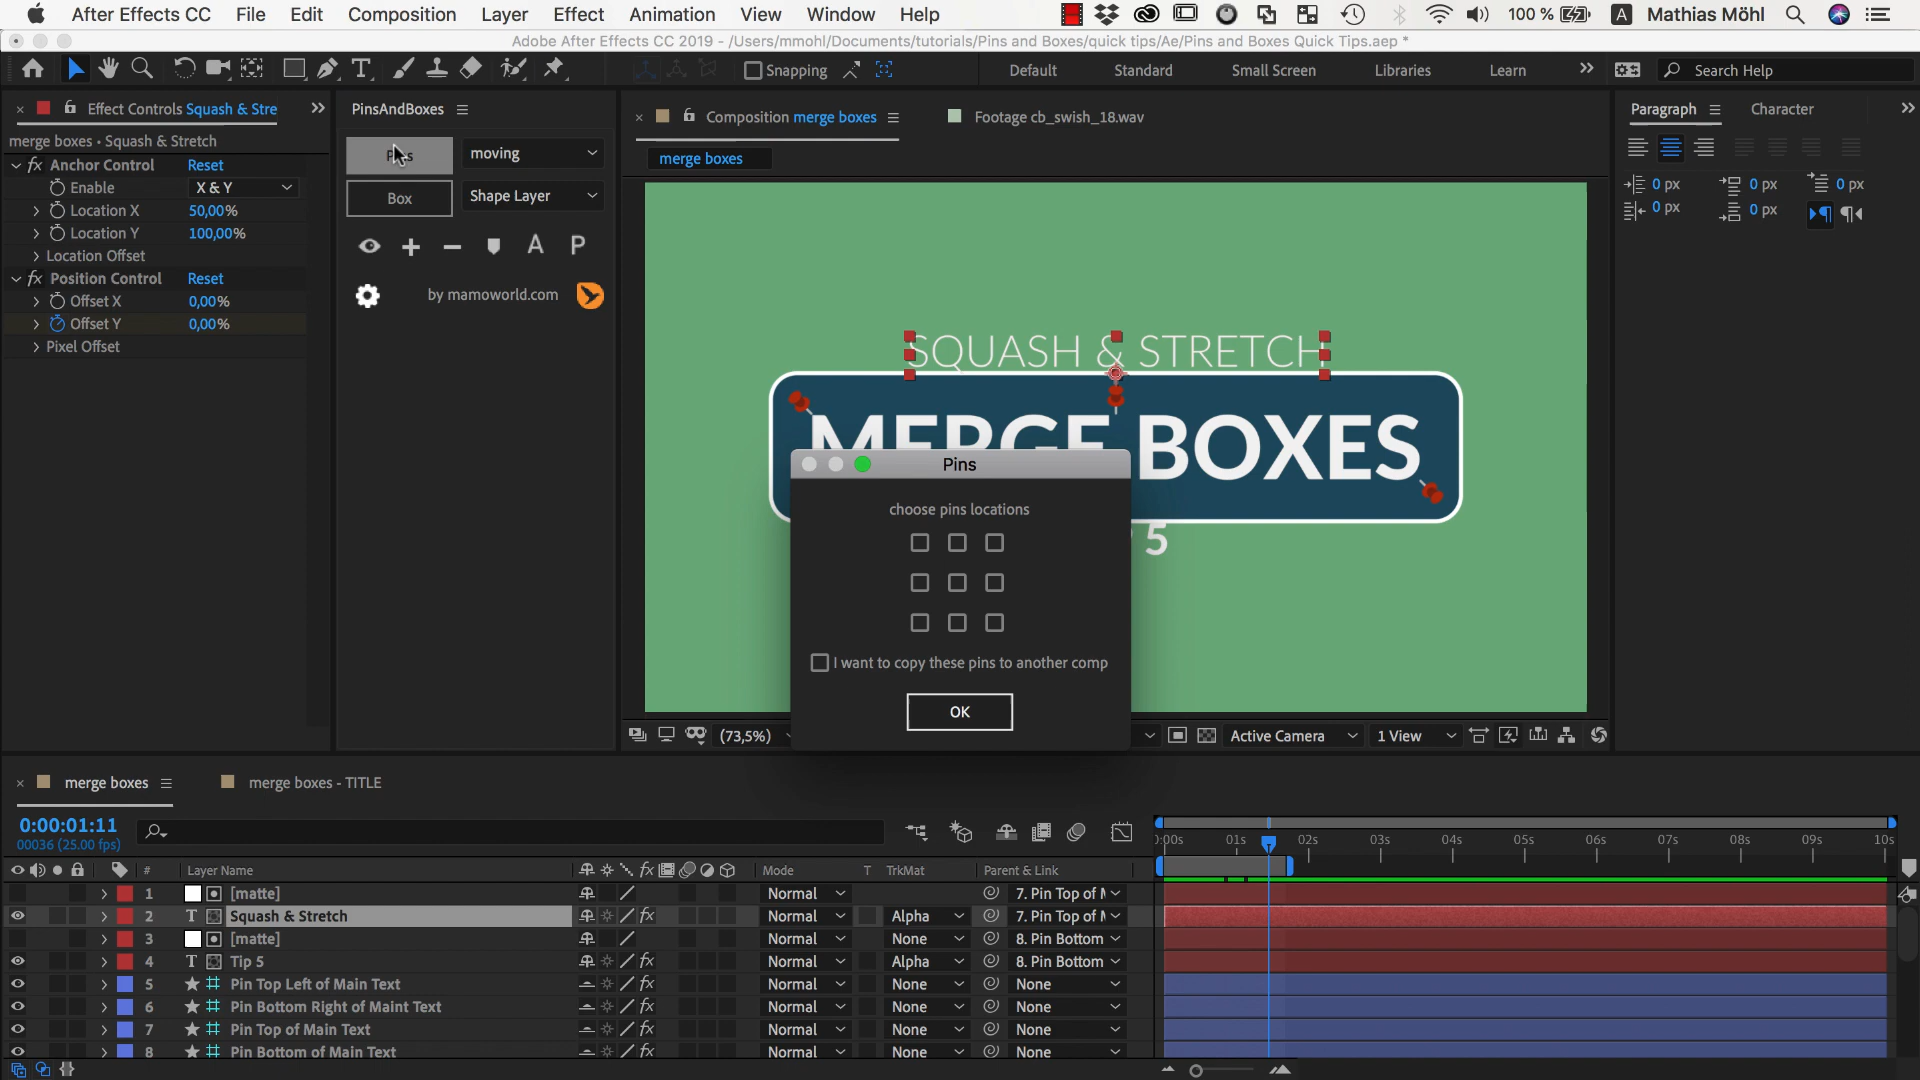 After Effects CC File Edit Composition Layer Effect Animation View Window Help 100 % A Mathias Möhl
Adobe After Effects CC 2019 - /Users/mmohl/Documents/tutorials/Pins and Boxes/quick tips/Ae/Pins and Boxes Quick Tips.aep *
Snapping Default Standard Small Screen Libraries Learn Search Help
Effect Controls Squash & Stre
PinsAndBoxes
Composition merge boxes
Footage cb_swish_18.wav
Paragraph
Character
merge boxes • Squash & Stretch
fx Anchor Control Reset
Enable X & Y
Location X 50,00%
Location Y 100,00%
Location Offset
fx Position Control Reset
Offset X 0,00%
Offset Y 0,00%
Pixel Offset
moving
Box
Shape Layer
A P
by mamoworld.com
merge boxes
0 px 0 px 0 px
0 px 0 px
SQUASH & STRETCH
MERGE BOXES
5
Pins
choose pins locations
I want to copy these pins to another comp
OK
(73,5%)
Active Camera
1 View
merge boxes
merge boxes - TITLE
0:00:01:11
00036 (25.00 fps)
01s 02s 03s 04s 05s 06s 07s 08s 09s 10s
# Layer Name fx Mode T TrkMat Parent & Link
1 [matte] Normal 7. Pin Top of
2 T Squash & Stretch fx Normal Alpha 7. Pin Top of
3 [matte] Normal None 8. Pin Bottom
4 T Tip 5 fx Normal Alpha 8. Pin Bottom
5 Pin Top Left of Main Text fx Normal None None
6 Pin Bottom Right of Maint Text fx Normal None None
7 Pin Top of Main Text fx Normal None None
8 Pin Bottom of Main Text fx Normal None None